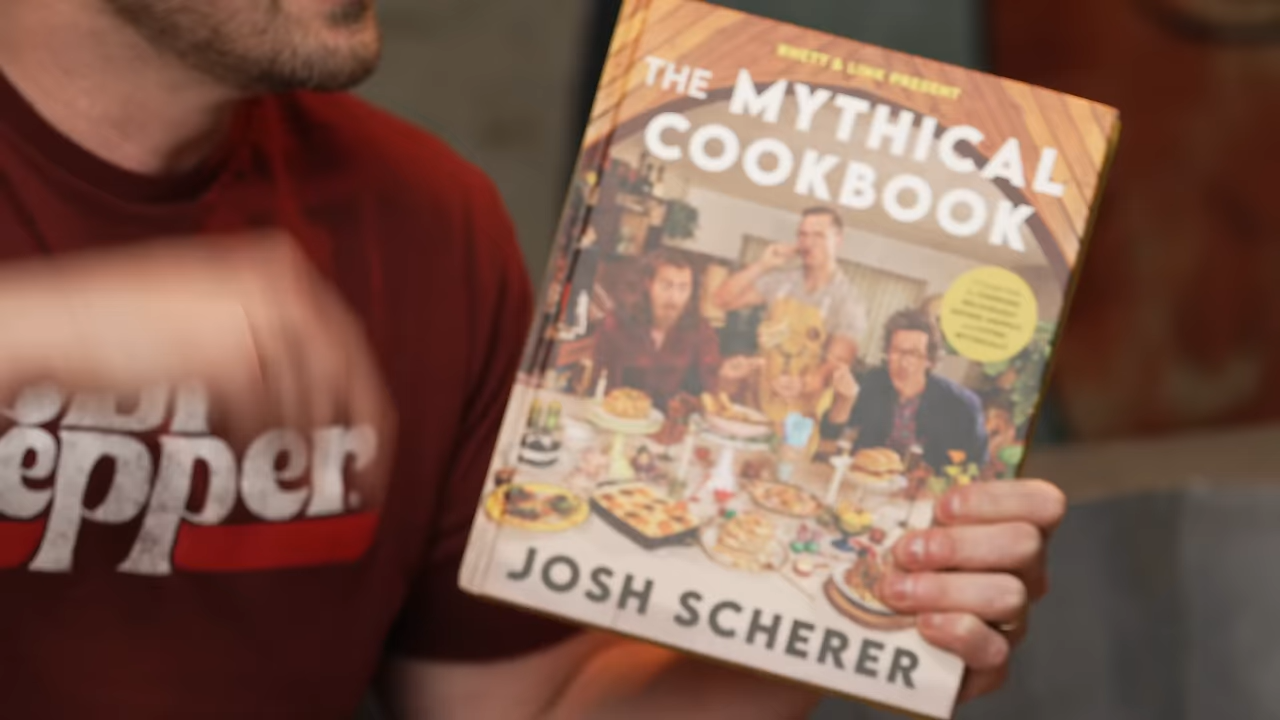 RHETT & LINK PRESENT
THE MYTHICAL
COOKBOOK
JOSH SCHERER
epper